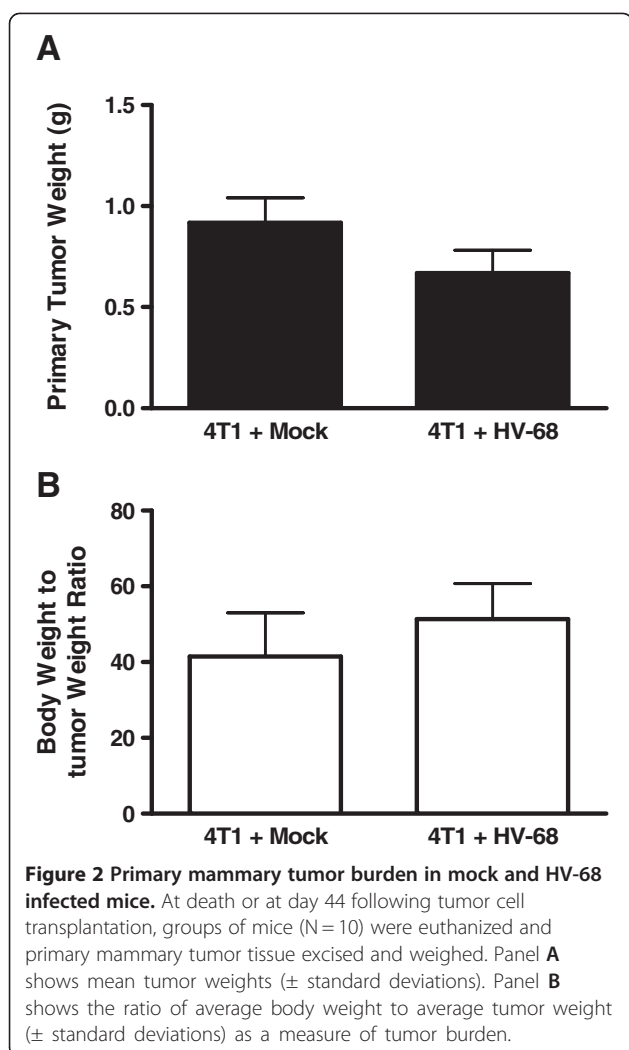 A
Primary Tumor Weight (g)
1.5
1.0
0.5
0.0
4T1 + Mock
4T1 + HV-68
B
Body Weight to
tumor Weight Ratio
80
60
40
20
0
4T1 + Mock
4T1 + HV-68
Figure 2 Primary mammary tumor burden in mock and HV-68
infected mice. At death or at day 44 following tumor cell
transplantation, groups of mice (N = 10) were euthanized and
primary mammary tumor tissue excised and weighed. Panel A
shows mean tumor weights (± standard deviations). Panel B
shows the ratio of average body weight to average tumor weight
(± standard deviations) as a measure of tumor burden.